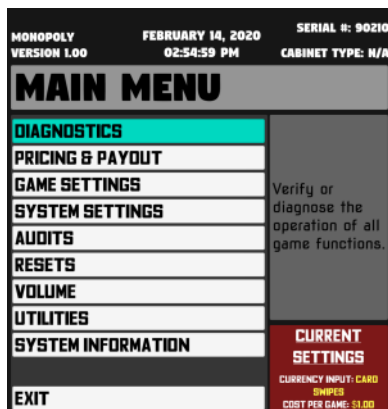 MONOPOLY
VERSION 1.00
FEBRUARY 14, 2020
02:54:59 PM
SERIAL #: 90210
CABINET TYPE: N/A
MAIN MENU
DIAGNOSTICS
PRICING & PAYOUT
GAME SETTINGS
SYSTEM SETTINGS
AUDITS
RESETS
VOLUME
UTILITIES
SYSTEM INFORMATION
EXIT
Verify or
diagnose the
operation of all
game functions.
CURRENT
SETTINGS
CURRENCY INPUT: CARD
SWIPES
COST PER GAME: $1.00